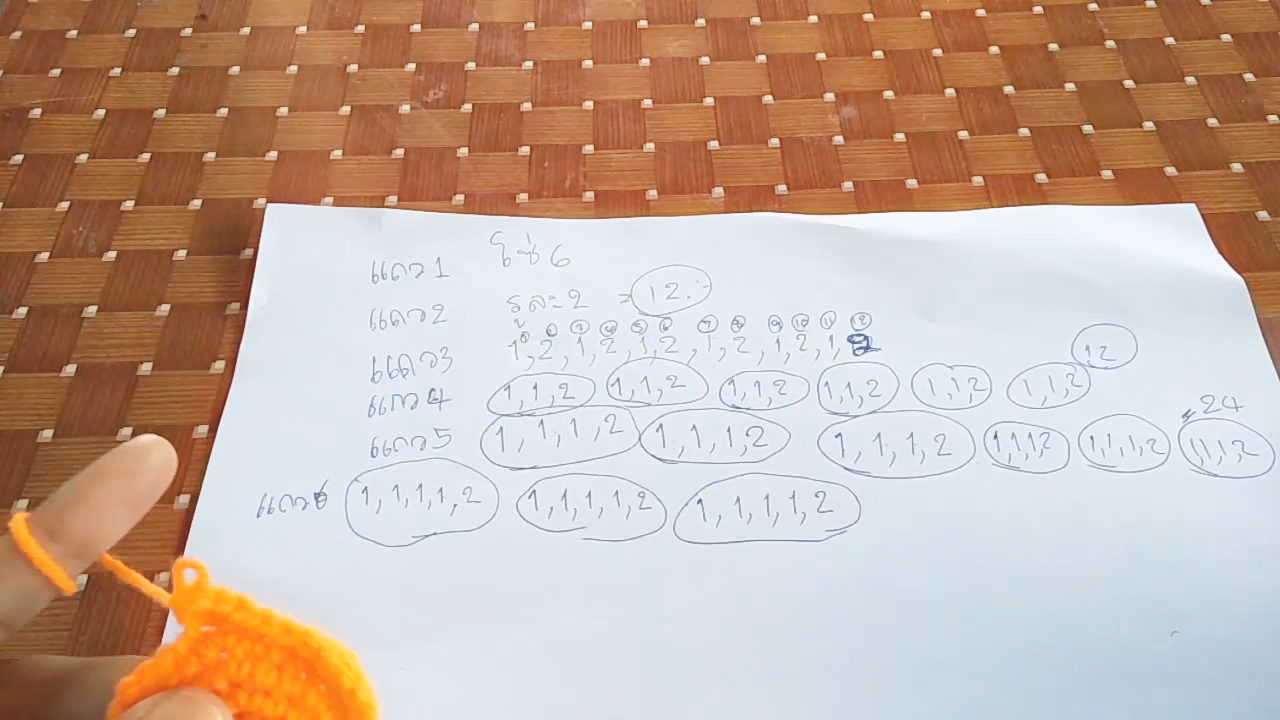 แถว 1 โซ่ 6
แถว 2 รูละ 2 = 12
1 2 3 4 5 6 7 8 9 10 11 12
แถว 3 1, 2, 1, 2, 1, 2, 1, 2, 1, 2, 1, 2
12
แถว 4 1,1,2 1,1,2 1,1,2 1,1,2 1,1,2 1,1,2
24
แถว 5 1,1,1,2 1,1,1,2 1,1,1,2 1,1,1,2 1,1,1,2 1,1,1,2
แถว 6 1,1,1,1,2 1,1,1,1,2 1,1,1,1,2